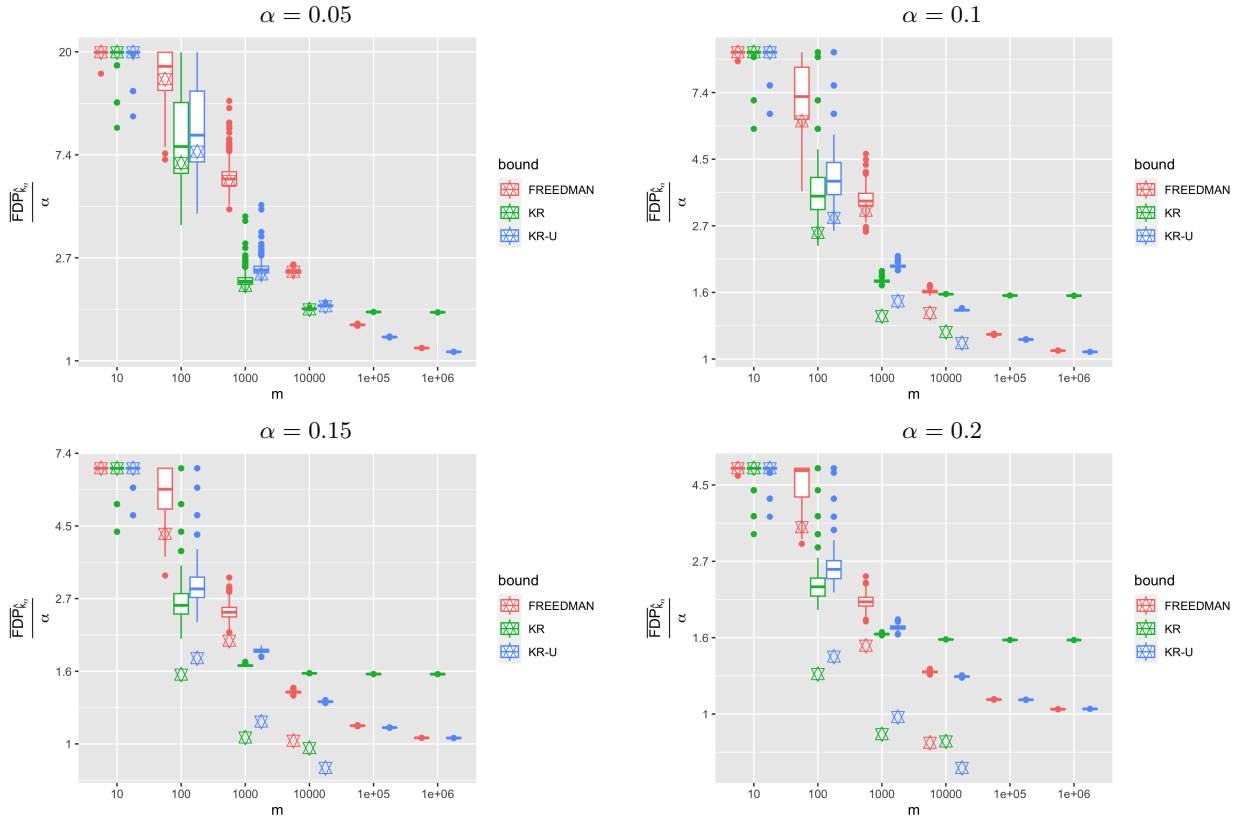 α = 0.05
20
7.4
2.7
1
10
100
1000
10000
1e+05
1e+06
m
FDP_k̂α / α
bound
FREEDMAN
KR
KR-U
α = 0.1
7.4
4.5
2.7
1.6
1
10
100
1000
10000
1e+05
1e+06
m
FDP_k̂α / α
bound
FREEDMAN
KR
KR-U
α = 0.15
7.4
4.5
2.7
1.6
1
10
100
1000
10000
1e+05
1e+06
m
FDP_k̂α / α
bound
FREEDMAN
KR
KR-U
α = 0.2
4.5
2.7
1.6
1
10
100
1000
10000
1e+05
1e+06
m
FDP_k̂α / α
bound
FREEDMAN
KR
KR-U